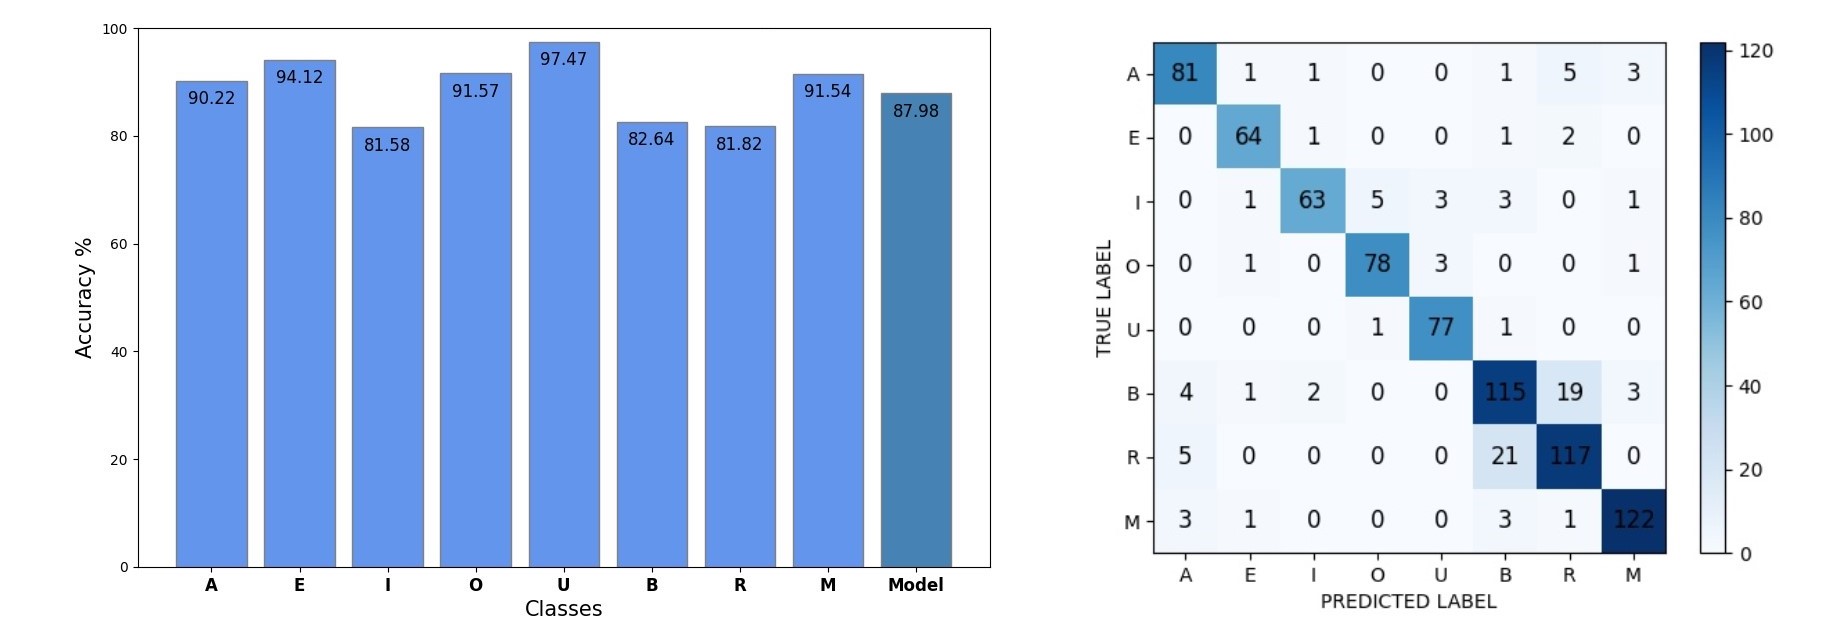 100
80
60
40
20
0
Accuracy %
90.22
94.12
81.58
91.57
97.47
82.64
81.82
91.54
87.98
A E I O U B R M Model
Classes
TRUE LABEL
A 81 1 1 0 0 1 5 3
E 0 64 1 0 0 1 2 0
I 0 1 63 5 3 3 0 1
O 0 1 0 78 3 0 0 1
U 0 0 0 1 77 1 0 0
B 4 1 2 0 0 115 19 3
R 5 0 0 0 0 21 117 0
M 3 1 0 0 0 3 1 122
A E I O U B R M
PREDICTED LABEL
120
100
80
60
40
20
0